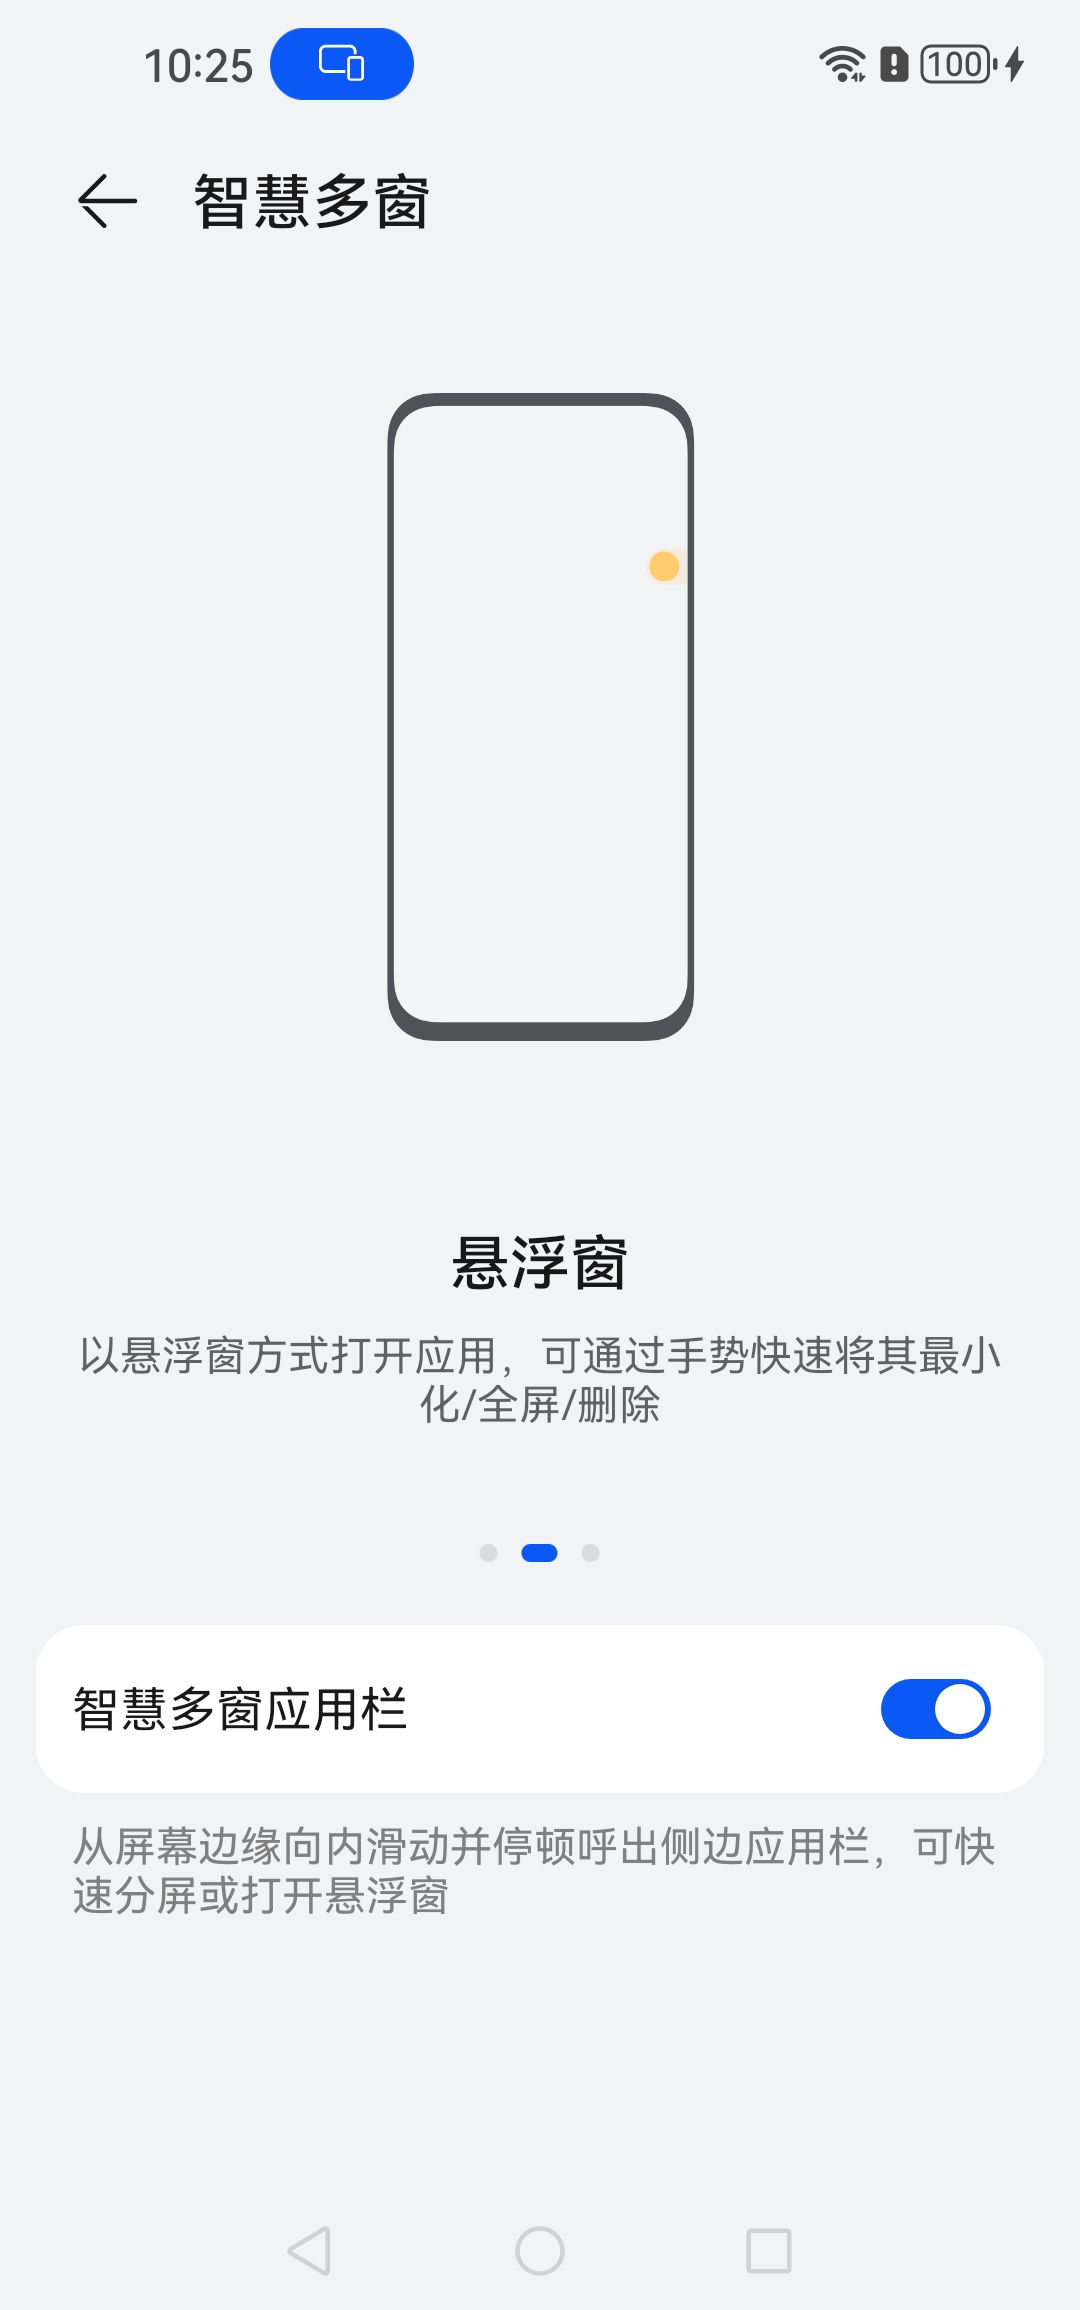 10:25
100
智慧多窗
悬浮窗
以悬浮窗方式打开应用，可通过手势快速将其最小
化/全屏/删除
智慧多窗应用栏
从屏幕边缘向内滑动并停顿呼出侧边应用栏，可快
速分屏或打开悬浮窗